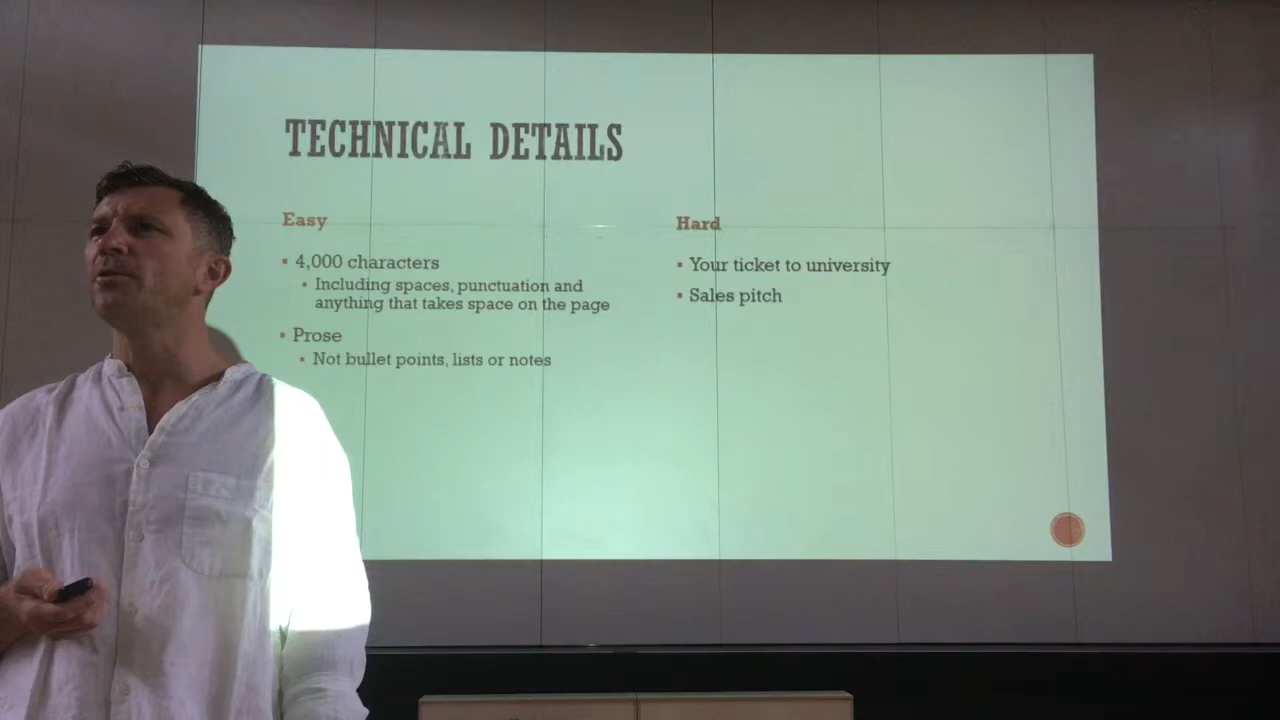 TECHNICAL DETAILS
Easy
4,000 characters
Including spaces, punctuation and
anything that takes space on the page
Prose
Not bullet points, lists or notes
Hard
Your ticket to university
Sales pitch